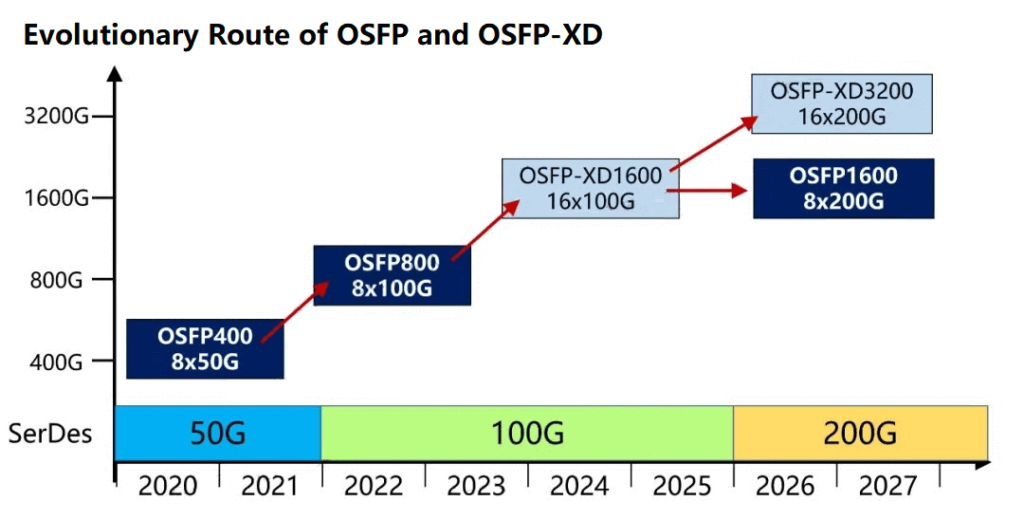 Evolutionary Route of OSFP and OSFP-XD
3200G
OSFP-XD3200
16x200G
1600G
OSFP-XD1600
16x100G
OSFP1600
8x200G
800G
OSFP800
8x100G
400G
OSFP400
8x50G
SerDes
50G
100G
200G
2020
2021
2022
2023
2024
2025
2026
2027